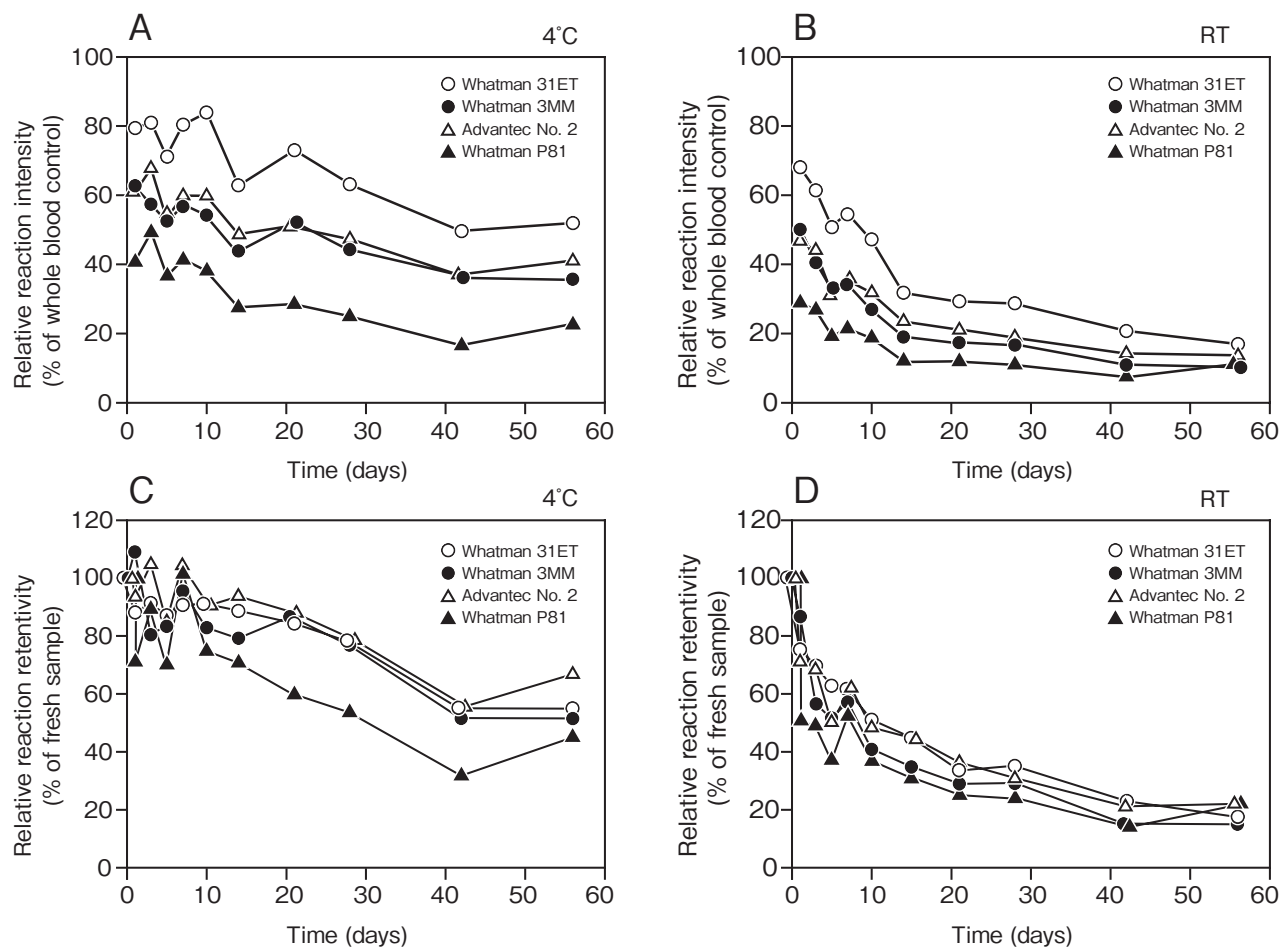 A
4°C
Relative reaction intensity
(% of whole blood control)
100
80
60
40
20
0
Whatman 31ET
Whatman 3MM
Advantec No. 2
Whatman P81
0 10 20 30 40 50 60
Time (days)
B
RT
Relative reaction intensity
(% of whole blood control)
100
80
60
40
20
0
Whatman 31ET
Whatman 3MM
Advantec No. 2
Whatman P81
0 10 20 30 40 50 60
Time (days)
C
4°C
Relative reaction retentivity
(% of fresh sample)
120
100
80
60
40
20
0
Whatman 31ET
Whatman 3MM
Advantec No. 2
Whatman P81
0 10 20 30 40 50 60
Time (days)
D
RT
Relative reaction retentivity
(% of fresh sample)
120
100
80
60
40
20
0
Whatman 31ET
Whatman 3MM
Advantec No. 2
Whatman P81
0 10 20 30 40 50 60
Time (days)